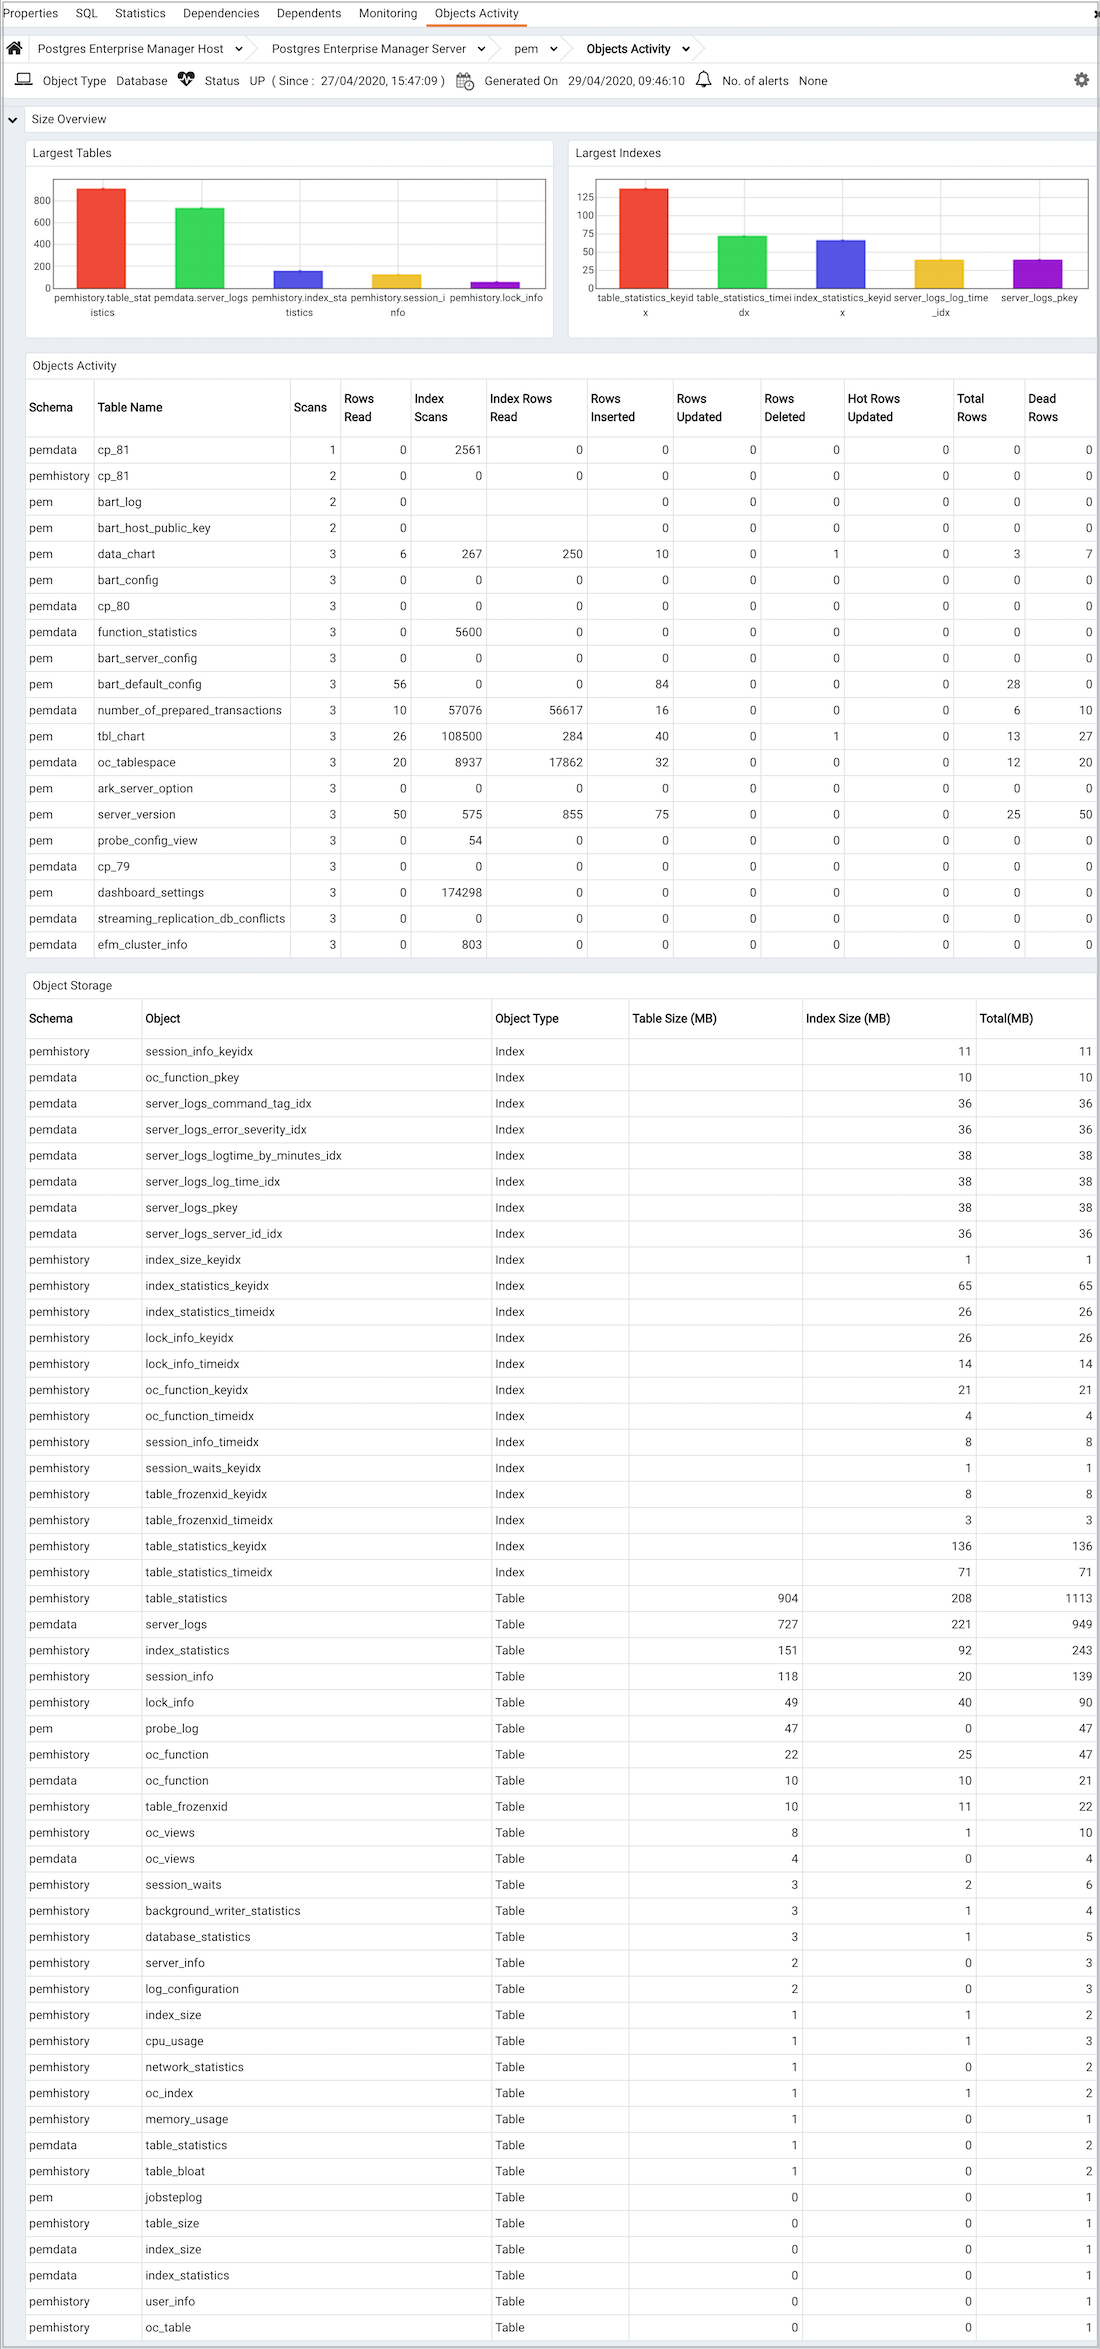 Properties SQL Statistics Dependencies Dependents Monitoring Objects Activity
Postgres Enterprise Manager Host Postgres Enterprise Manager Server pem Objects Activity
Object Type Database Status UP ( Since : 27/04/2020, 15:47:09 ) Generated On 29/04/2020, 09:46:10 No. of alerts None
Size Overview
Largest Tables
800
600
400
200
0
pemhistory.table_stat pemdata.server_logs pemhistory.index_sta pemhistory.session_i pemhistory.lock_info
istics tistics nfo
Largest Indexes
125
100
75
50
25
0
table_statistics_keyid table_statistics_timei index_statistics_keyid server_logs_log_time server_logs_pkey
x dx x _idx
Objects Activity
Schema Table Name Scans Rows Read Index Scans Index Rows Read Rows Inserted Rows Updated Rows Deleted Hot Rows Updated Total Rows Dead Rows
pemdata cp_81 1 0 2561 0 0 0 0 0 0 0
pemhistory cp_81 2 0 0 0 0 0 0 0 0 0
pem bart_log 2 0 0 0 0 0 0 0
pem bart_host_public_key 2 0 0 0 0 0 0 0
pem data_chart 3 6 267 250 10 0 1 0 3 7
pem bart_config 3 0 0 0 0 0 0 0 0 0
pemdata cp_80 3 0 0 0 0 0 0 0 0 0
pemdata function_statistics 3 0 5600 0 0 0 0 0 0 0
pem bart_server_config 3 0 0 0 0 0 0 0 0 0
pem bart_default_config 3 56 0 0 84 0 0 0 28 0
pemdata number_of_prepared_transactions 3 10 57076 56617 16 0 0 0 6 10
pem tbl_chart 3 26 108500 284 40 0 1 0 13 27
pemdata oc_tablespace 3 20 8937 17862 32 0 0 0 12 20
pem ark_server_option 3 0 0 0 0 0 0 0 0 0
pem server_version 3 50 575 855 75 0 0 0 25 50
pem probe_config_view 3 0 54 0 0 0 0 0 0 0
pemdata cp_79 3 0 0 0 0 0 0 0 0 0
pem dashboard_settings 3 0 174298 0 0 0 0 0 0 0
pemdata streaming_replication_db_conflicts 3 0 0 0 0 0 0 0 0 0
pemdata efm_cluster_info 3 0 803 0 0 0 0 0 0 0
Object Storage
Schema Object Object Type Table Size (MB) Index Size (MB) Total(MB)
pemhistory session_info_keyidx Index 11 11
pemdata oc_function_pkey Index 10 10
pemdata server_logs_command_tag_idx Index 36 36
pemdata server_logs_error_severity_idx Index 36 36
pemdata server_logs_logtime_by_minutes_idx Index 38 38
pemdata server_logs_log_time_idx Index 38 38
pemdata server_logs_pkey Index 38 38
pemdata server_logs_server_id_idx Index 36 36
pemhistory index_size_keyidx Index 1 1
pemhistory index_statistics_keyidx Index 65 65
pemhistory index_statistics_timeidx Index 26 26
pemhistory lock_info_keyidx Index 26 26
pemhistory lock_info_timeidx Index 14 14
pemhistory oc_function_keyidx Index 21 21
pemhistory oc_function_timeidx Index 4 4
pemhistory session_info_timeidx Index 8 8
pemhistory session_waits_keyidx Index 1 1
pemhistory table_frozenxid_keyidx Index 8 8
pemhistory table_frozenxid_timeidx Index 3 3
pemhistory table_statistics_keyidx Index 136 136
pemhistory table_statistics_timeidx Index 71 71
pemhistory table_statistics Table 904 208 1113
pemdata server_logs Table 727 221 949
pemhistory index_statistics Table 151 92 243
pemhistory session_info Table 118 20 139
pemhistory lock_info Table 49 40 90
pem probe_log Table 47 0 47
pemhistory oc_function Table 22 25 47
pemdata oc_function Table 10 10 21
pemhistory table_frozenxid Table 10 11 22
pemhistory oc_views Table 8 1 10
pemdata oc_views Table 4 0 4
pemhistory session_waits Table 3 2 6
pemhistory background_writer_statistics Table 3 1 4
pemhistory database_statistics Table 3 1 5
pemhistory server_info Table 2 0 3
pemhistory log_configuration Table 2 0 3
pemhistory index_size Table 1 1 2
pemhistory cpu_usage Table 1 1 3
pemhistory network_statistics Table 1 0 2
pemhistory oc_index Table 1 1 2
pemhistory memory_usage Table 1 0 1
pemdata table_statistics Table 1 0 2
pemhistory table_bloat Table 1 0 2
pem jobsteplog Table 0 0 1
pemhistory table_size Table 0 0 1
pemdata index_size Table 0 0 1
pemdata index_statistics Table 0 0 1
pemhistory user_info Table 0 0 1
pemhistory oc_table Table 0 0 1